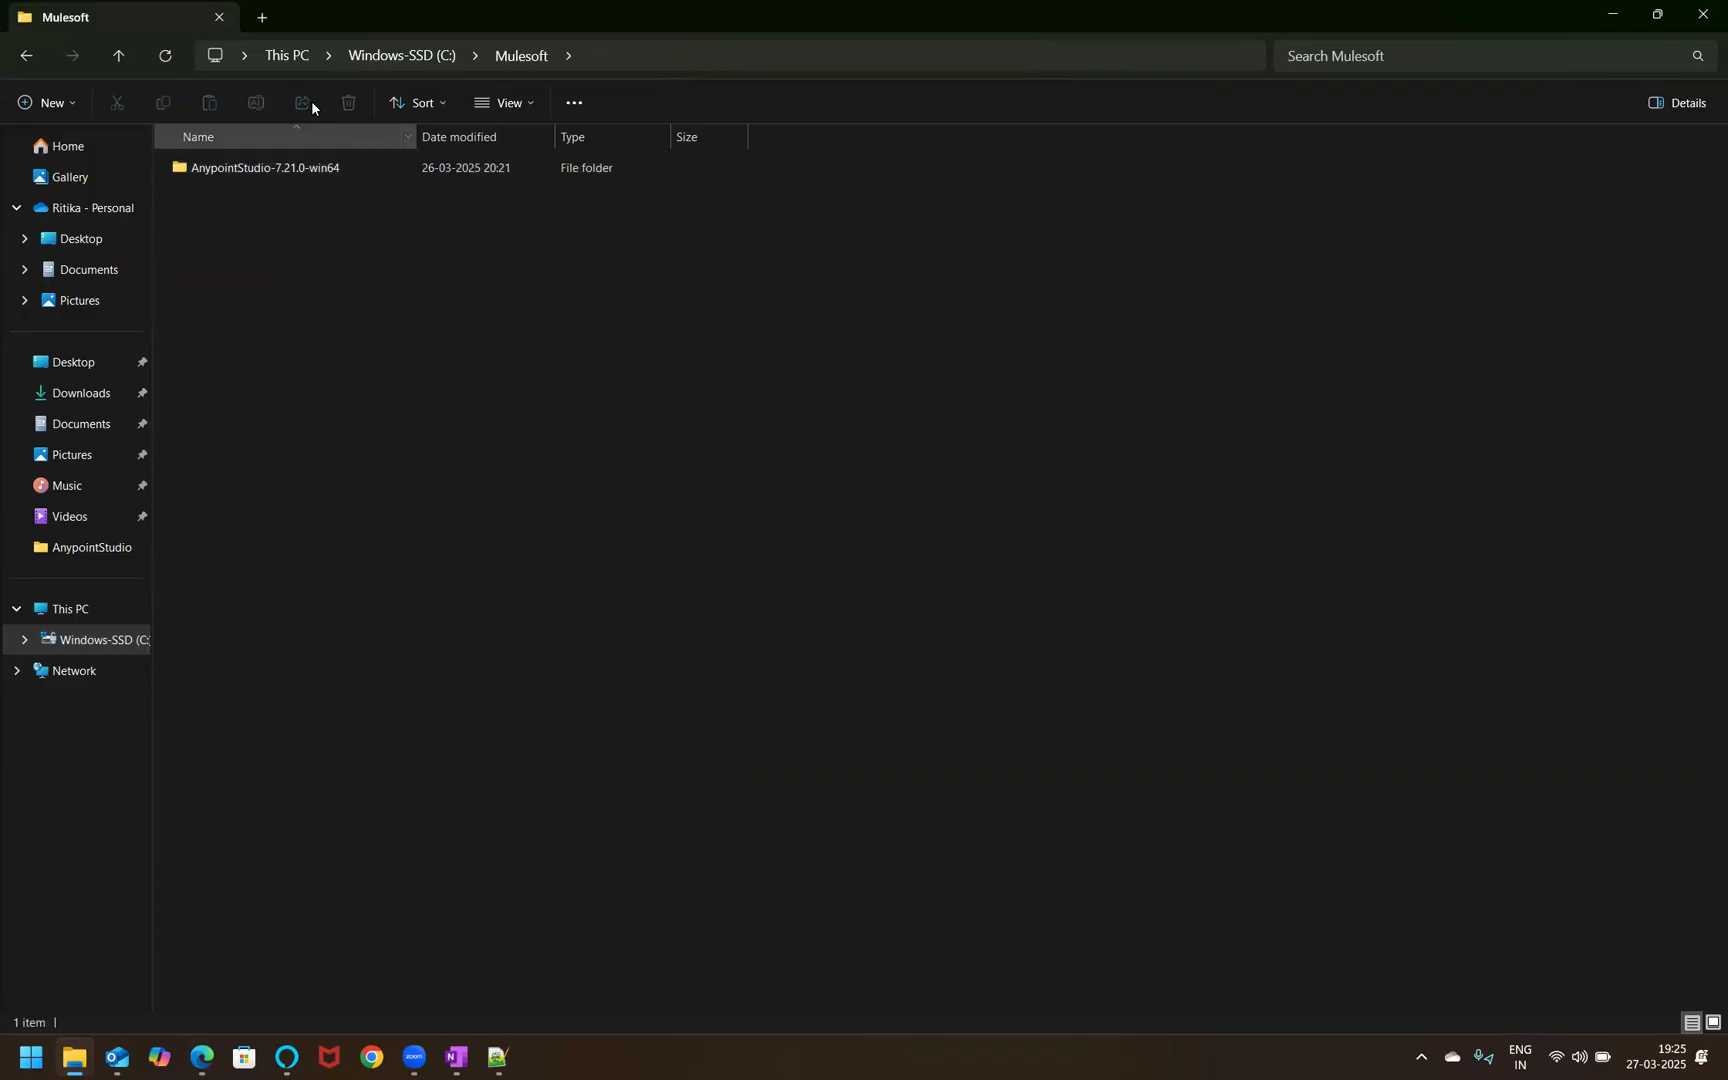 Mulesoft
This PC
Windows-SSD (C:)
Mulesoft
Search Mulesoft
New
Sort
View
Details
Name
Date modified
Type
Size
AnypointStudio-7.21.0-win64
26-03-2025 20:21
File folder
Home
Gallery
Ritika - Personal
Desktop
Documents
Pictures
Desktop
Downloads
Documents
Pictures
Music
Videos
AnypointStudio
This PC
Windows-SSD (C:
Network
1 item
zoom
ENG
IN
19:25
27-03-2025